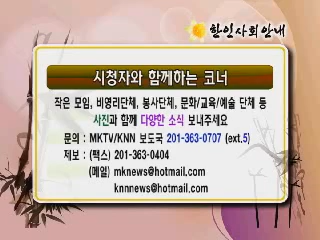 한인사회안내
시청자와 함께하는 코너
작은 모임, 비영리단체, 봉사단체, 문화/교육/예술 단체 등
사진과 함께 다양한 소식 보내주세요
문의 : MKTV/KNN 보도국 201-363-0707 (ext.5)
제보 : (팩스) 201-363-0404
(메일) mknews@hotmail.com
knnnews@hotmail.com